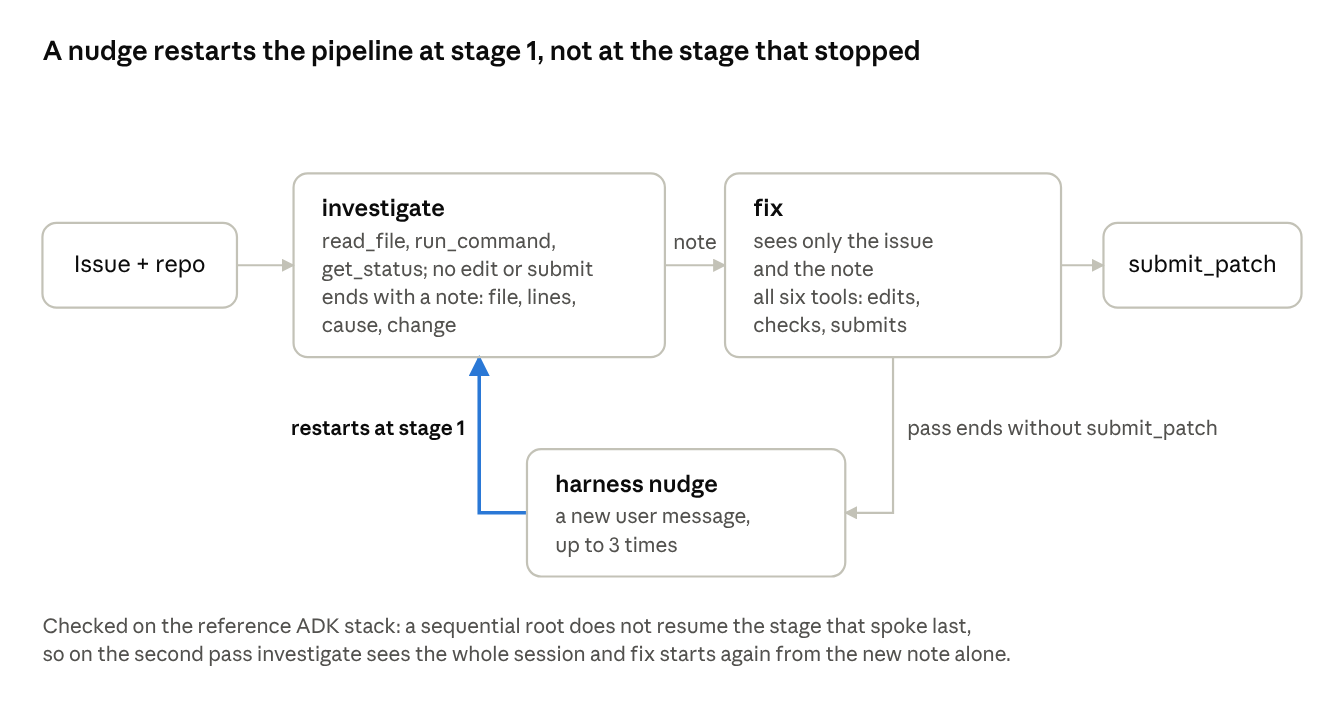 A nudge restarts the pipeline at stage 1, not at the stage that stopped
Issue + repo
investigate
read_file, run_command,
get_status; no edit or submit
ends with a note: file, lines,
cause, change
note
fix
sees only the issue
and the note
all six tools: edits,
checks, submits
submit_patch
restarts at stage 1
pass ends without submit_patch
harness nudge
a new user message,
up to 3 times
Checked on the reference ADK stack: a sequential root does not resume the stage that spoke last,
so on the second pass investigate sees the whole session and fix starts again from the new note alone.